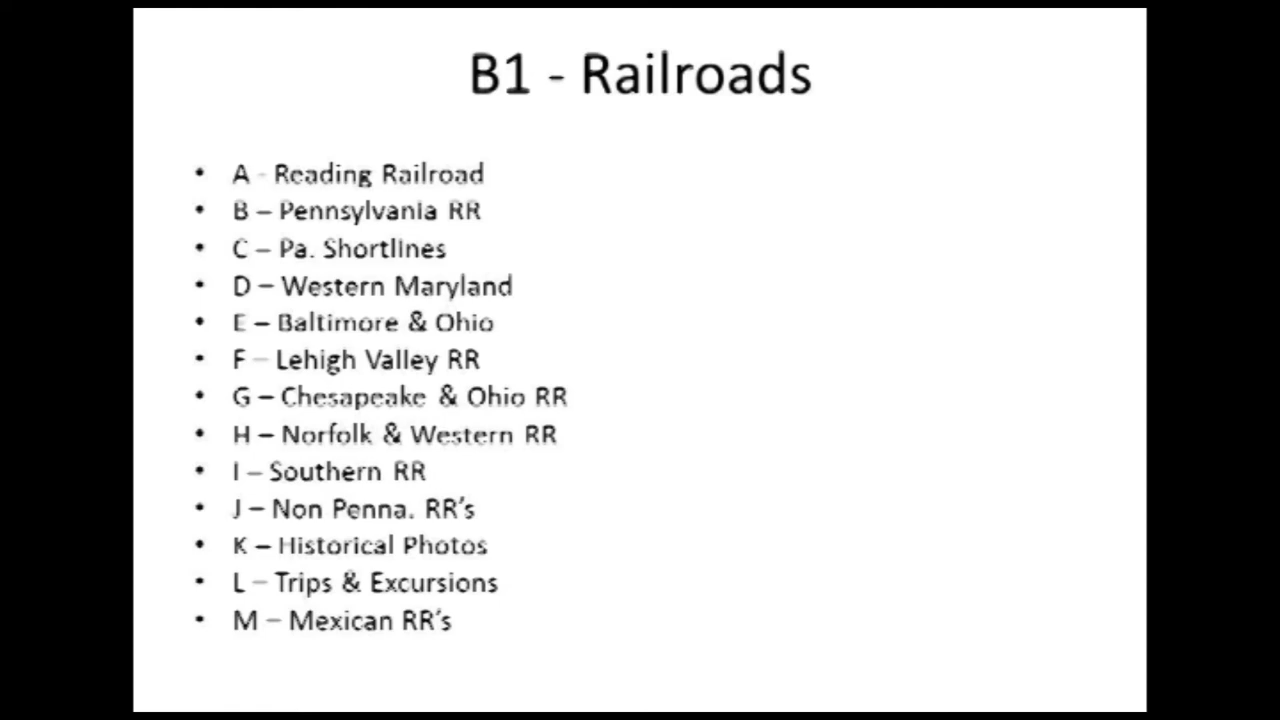 B1 - Railroads
• A - Reading Railroad
• B – Pennsylvania RR
• C – Pa. Shortlines
• D – Western Maryland
• E – Baltimore & Ohio
• F – Lehigh Valley RR
• G – Chesapeake & Ohio RR
• H – Norfolk & Western RR
• I – Southern RR
• J – Non Penna. RR's
• K – Historical Photos
• L – Trips & Excursions
• M – Mexican RR's